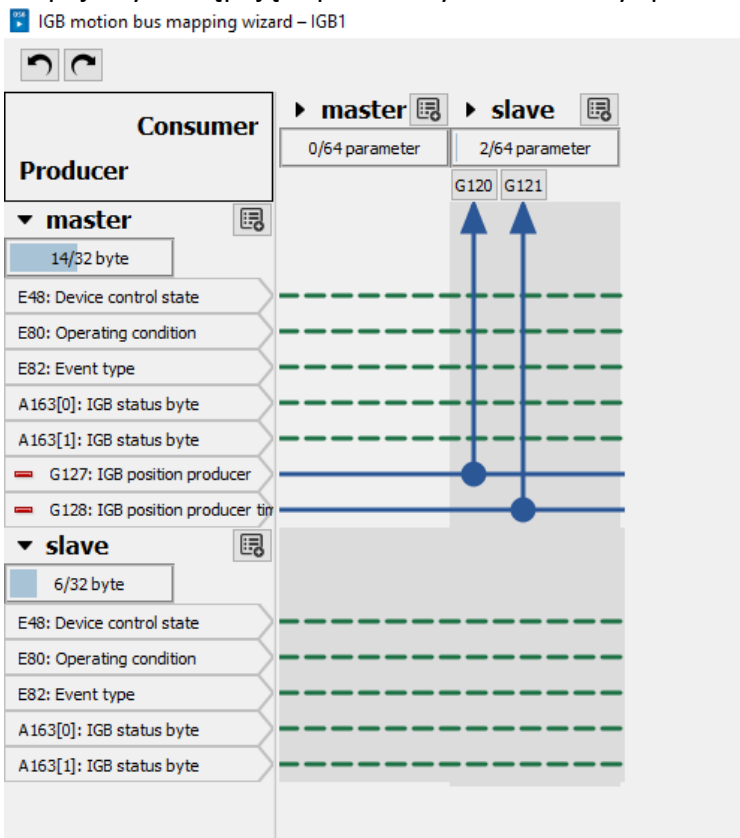 IGB motion bus mapping wizard – IGB1
Consumer
Producer
master
slave
0/64 parameter
2/64 parameter
G120
G121
master
14/32 byte
E48: Device control state
E80: Operating condition
E82: Event type
A163[0]: IGB status byte
A163[1]: IGB status byte
G127: IGB position producer
G128: IGB position producer tim
slave
6/32 byte
E48: Device control state
E80: Operating condition
E82: Event type
A163[0]: IGB status byte
A163[1]: IGB status byte